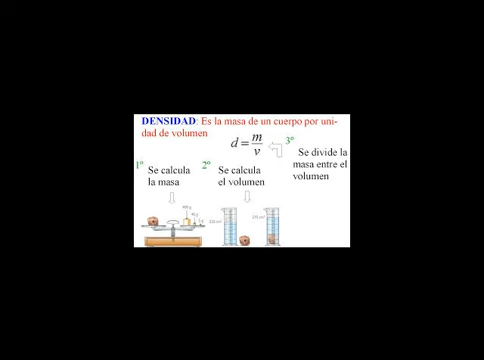 DENSIDAD: Es la masa de un cuerpo por uni-
dad de volumen
d = m
v
3º
Se divide la
masa entre el
volumen
1º
Se calcula
la masa
2º
Se calcula
el volumen